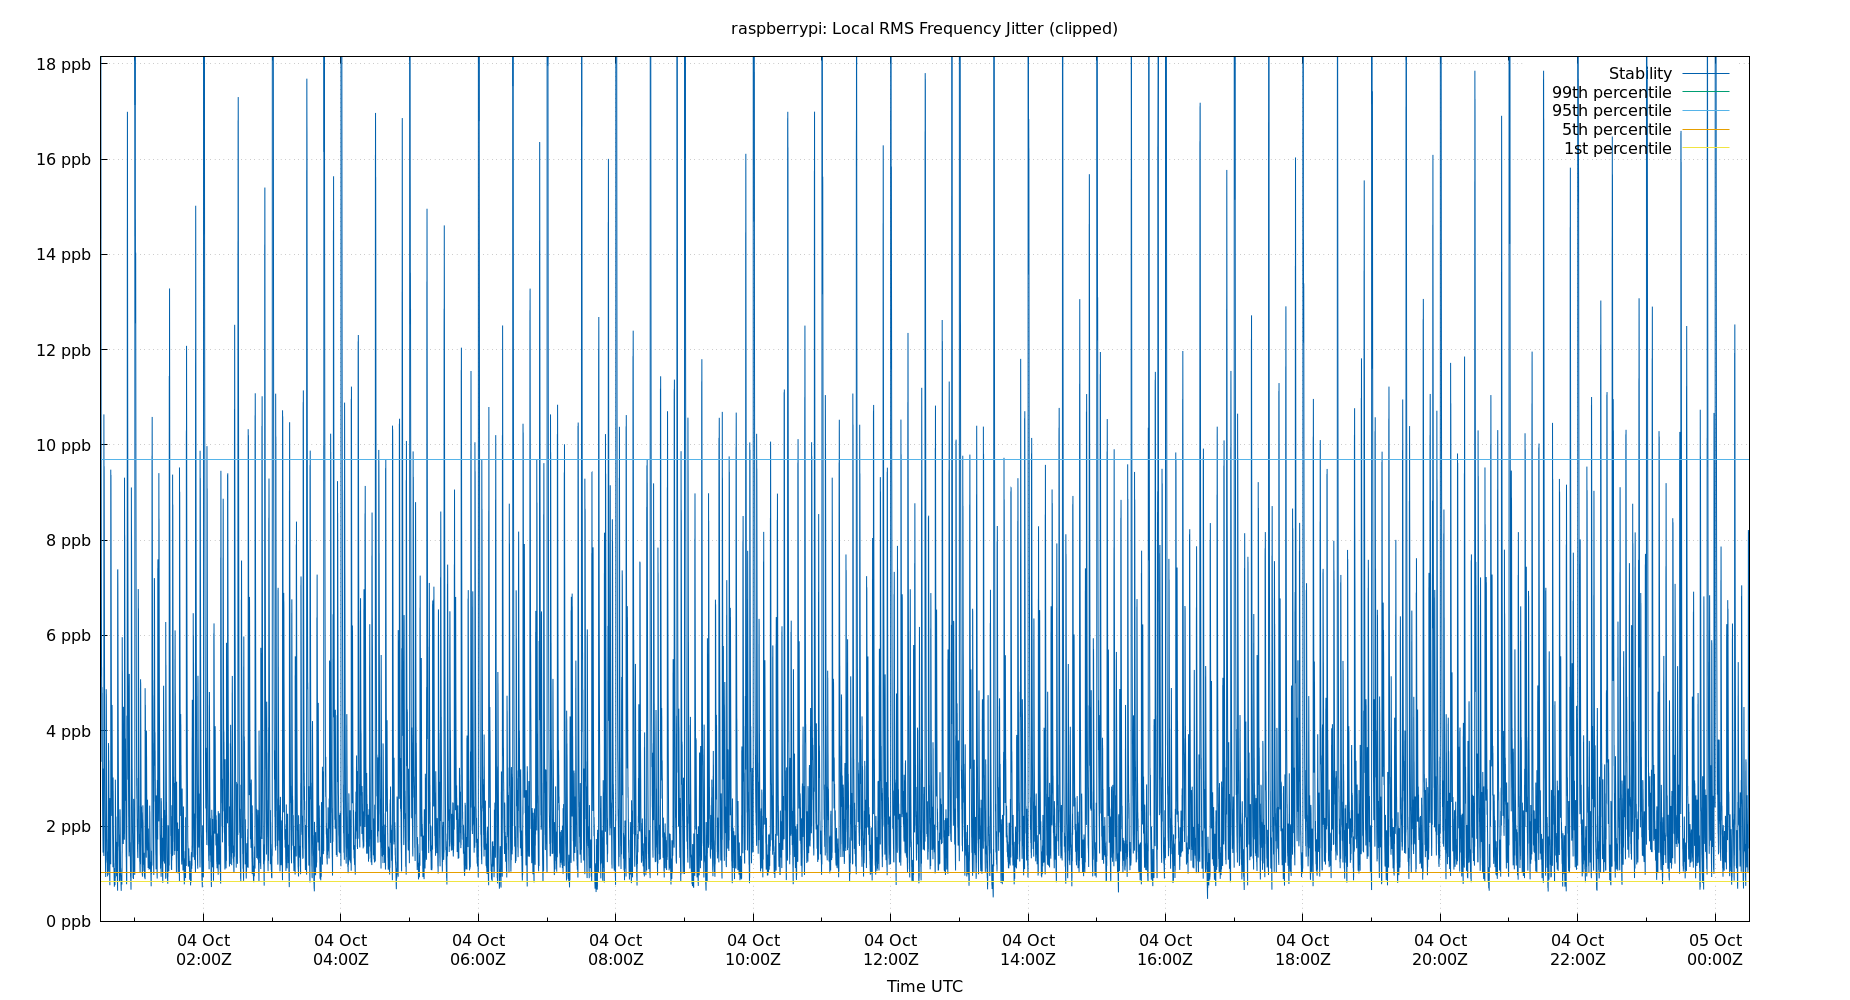 raspberrypi: Local RMS Frequency Jitter (clipped)
18 ppb
16 ppb
14 ppb
12 ppb
10 ppb
8 ppb
6 ppb
4 ppb
2 ppb
0 ppb
Stability
99th percentile
95th percentile
5th percentile
1st percentile
04 Oct 04 Oct 04 Oct 04 Oct 04 Oct 04 Oct 04 Oct 04 Oct 04 Oct 04 Oct 04 Oct 05 Oct
02:00Z 04:00Z 06:00Z 08:00Z 10:00Z 12:00Z 14:00Z 16:00Z 18:00Z 20:00Z 22:00Z 00:00Z
Time UTC